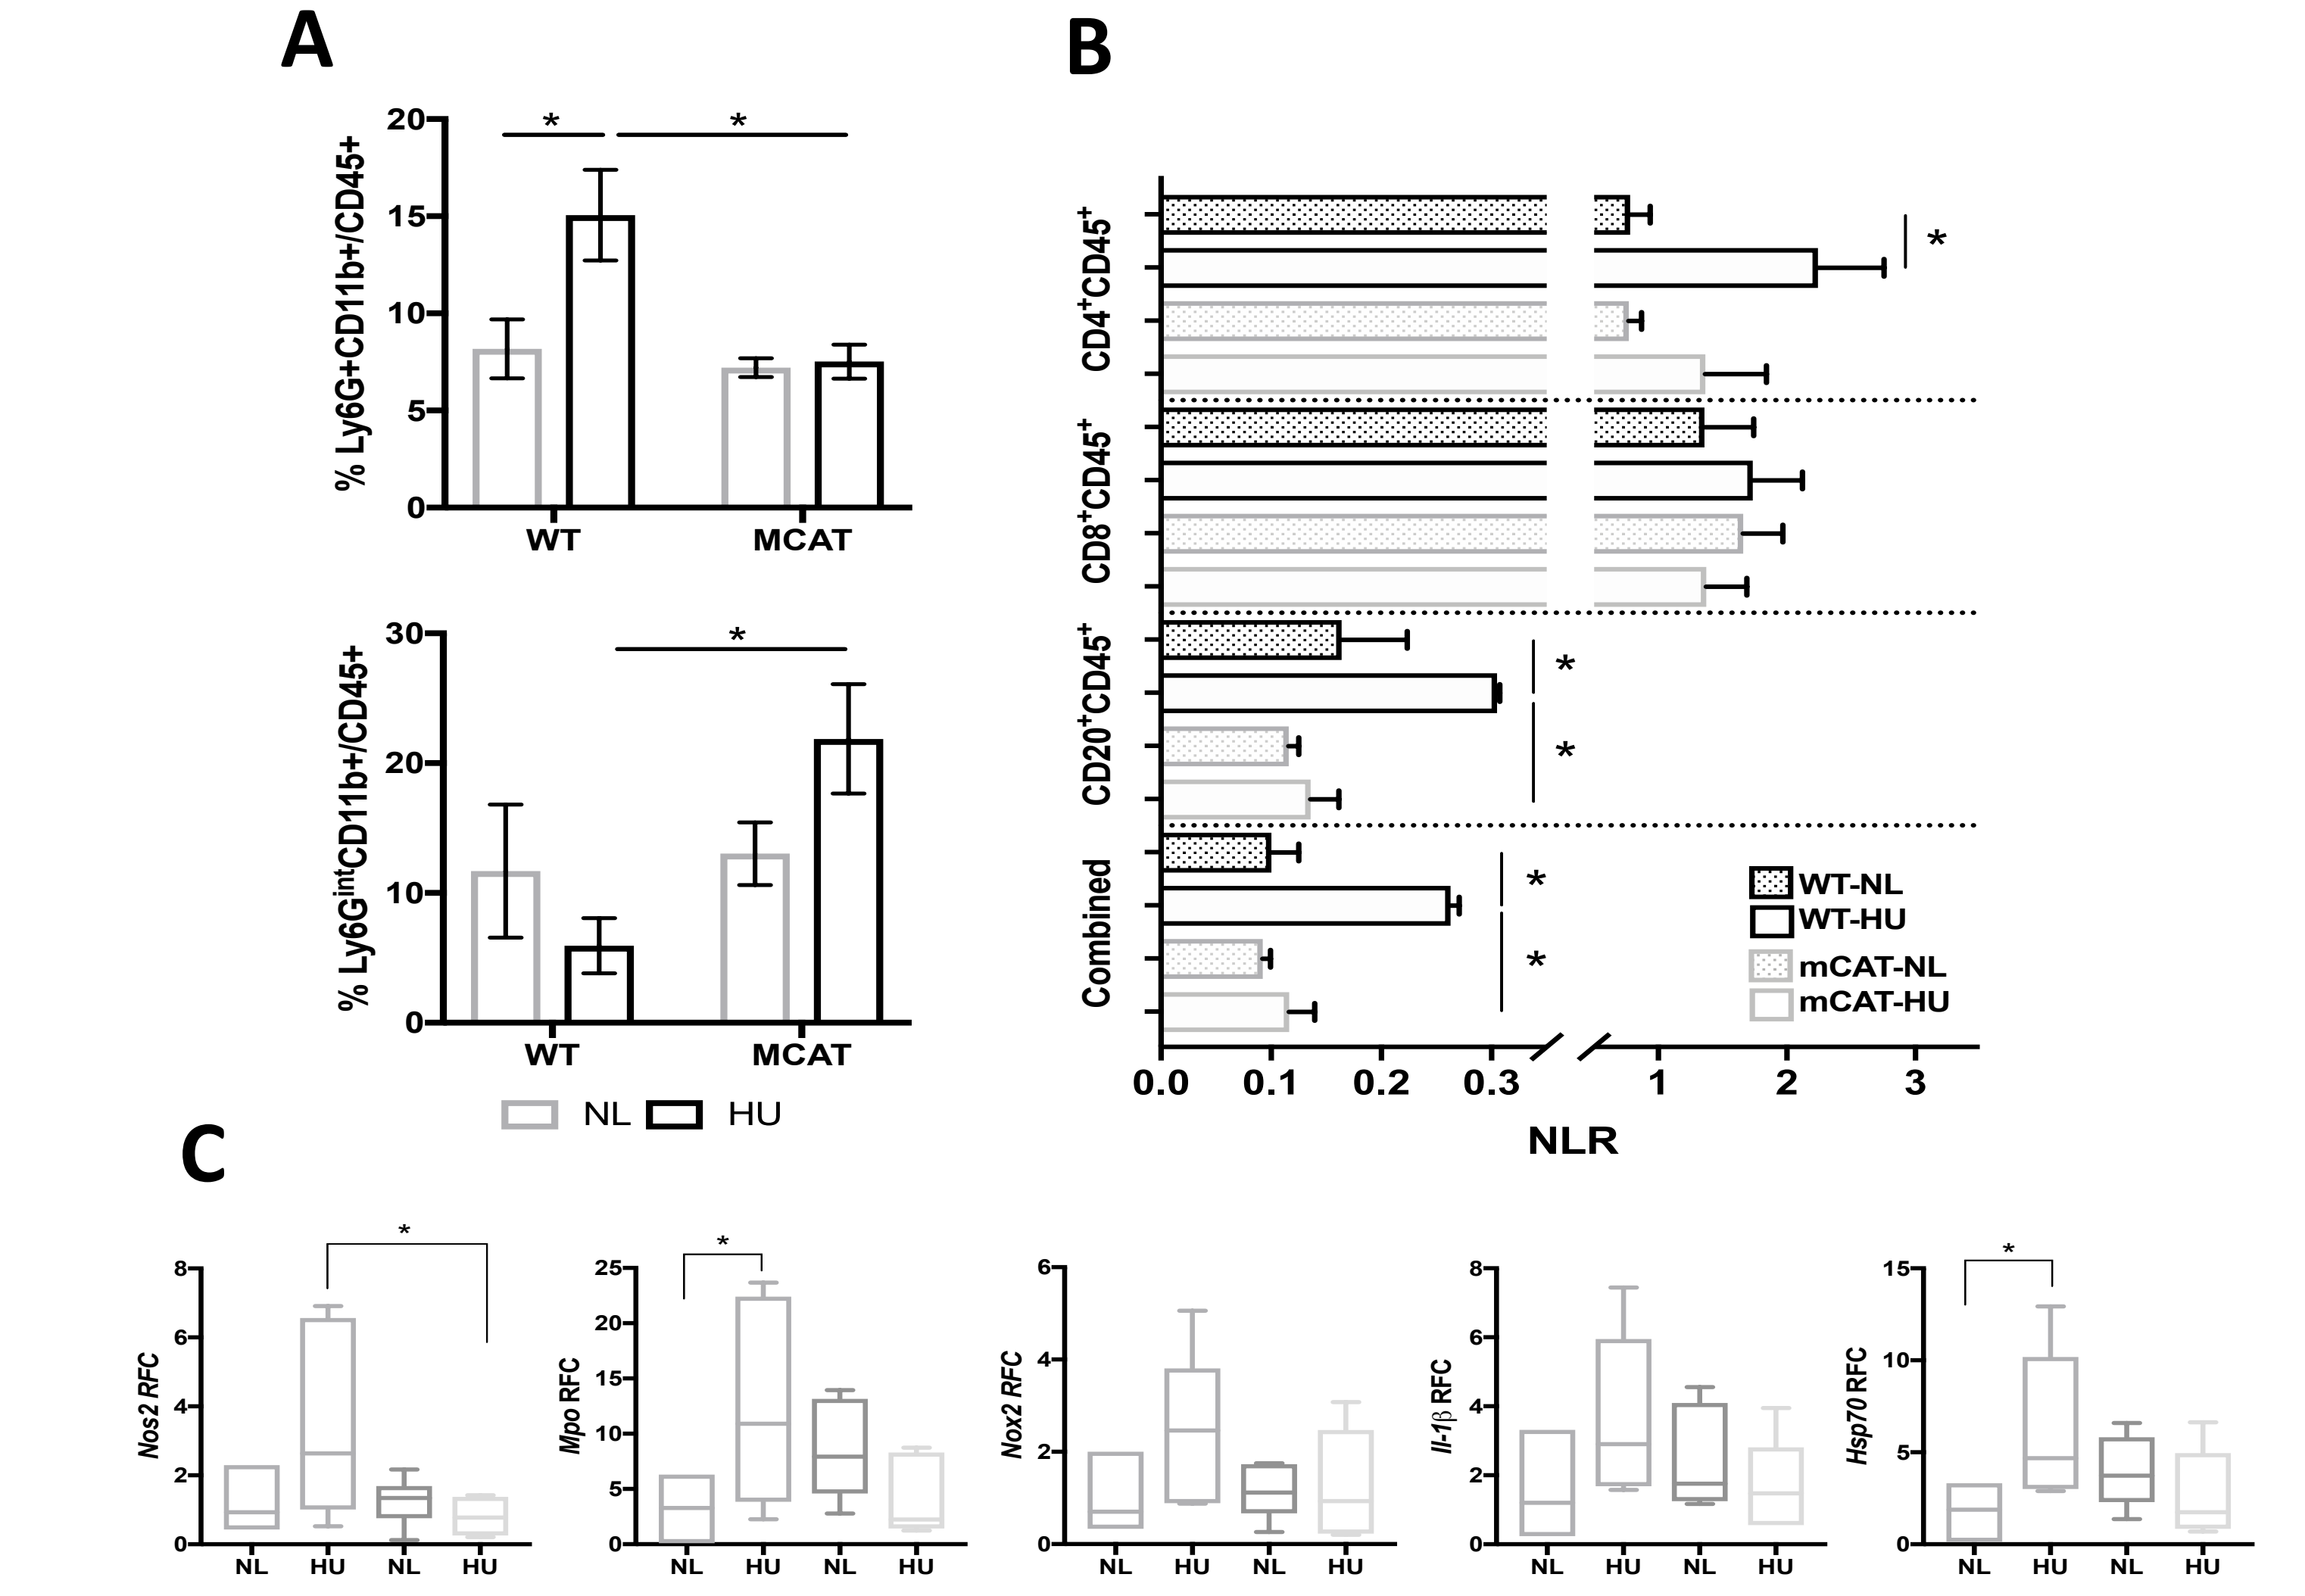 A
B
20
15
10
5
0
% Ly6G+CD11b+/CD45+
*
*
WT
MCAT
30
20
10
0
% Ly6GintCD11b+/CD45+
*
WT
MCAT
NL
HU
CD4+CD45+
CD8+CD45+
CD20+CD45+
Combined
*
*
*
*
*
WT-NL
WT-HU
mCAT-NL
mCAT-HU
0.0 0.1 0.2 0.3 1 2 3
NLR
C
Nos2 RFC
8
6
4
2
0
*
NL HU NL HU
Mpo RFC
25
20
15
10
5
0
*
NL HU NL HU
Nox2 RFC
6
4
2
0
NL HU NL HU
Il-1β RFC
8
6
4
2
0
NL HU NL HU
Hsp70 RFC
15
10
5
0
*
NL HU NL HU